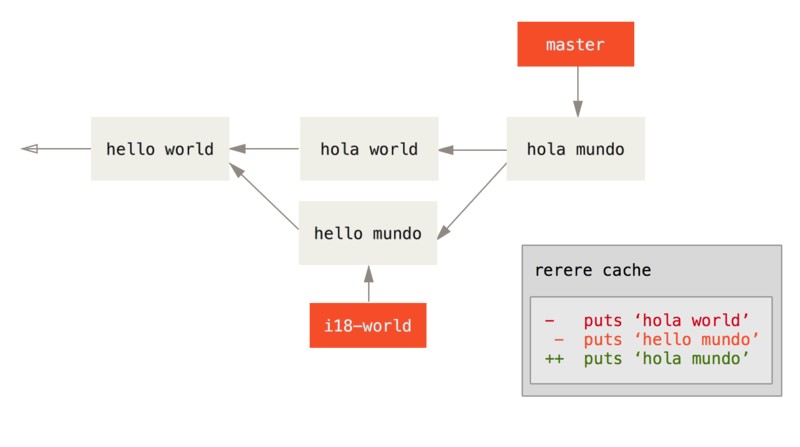 master
hello world
hola world
hola mundo
hello mundo
i18-world
rerere cache
-   puts ‘hola world’
 -  puts ‘hello mundo’
++  puts ‘hola mundo’